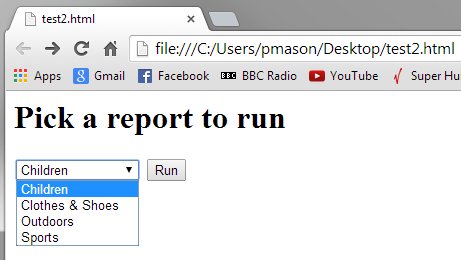 test2.html
file:///C:/Users/pmason/Desktop/test2.html
Apps Gmail Facebook BBC BBC Radio YouTube Super Hu
Pick a report to run
Children Run
Children
Clothes & Shoes
Outdoors
Sports